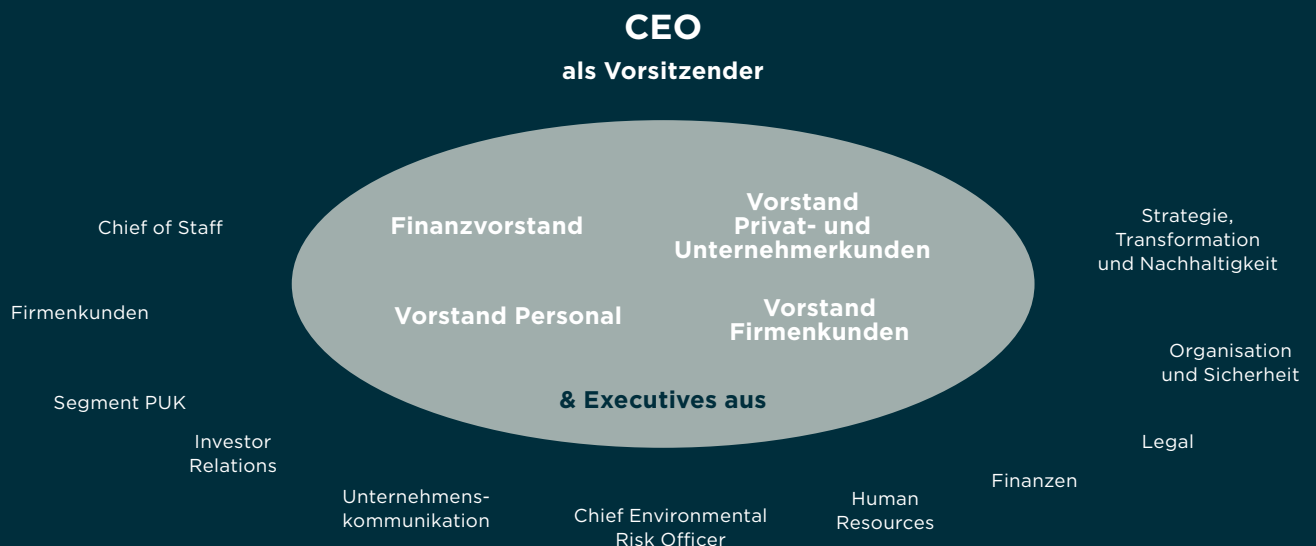 CEO
als Vorsitzender
Finanzvorstand
Vorstand
Privat- und
Unternehmerkunden
Vorstand Personal
Vorstand
Firmenkunden
& Executives aus
Chief of Staff
Firmenkunden
Segment PUK
Investor
Relations
Unternehmens-
kommunikation
Chief Environmental
Risk Officer
Human
Resources
Finanzen
Legal
Organisation
und Sicherheit
Strategie,
Transformation
und Nachhaltigkeit